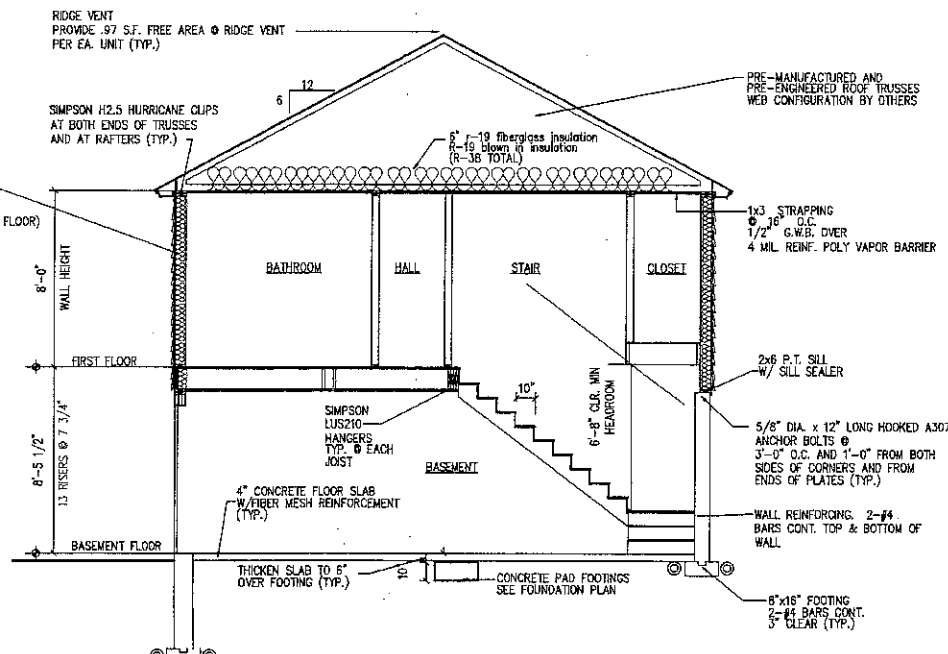 RIDGE VENT
PROVIDE .97 S.F. FREE AREA @ RIDGE VENT
PER EA. UNIT (TYP.)
12
6
PRE-MANUFACTURED AND
PRE-ENGINEERED ROOF TRUSSES
WEB CONFIGURATION BY OTHERS
SIMPSON H2.5 HURRICANE CLIPS
AT BOTH ENDS OF TRUSSES
AND AT RAFTERS (TYP.)
6" r-19 fiberglass insulation
R-19 blown in insulation
(R-38 TOTAL)
FLOOR)
1x3 STRAPPING
@ 16" O.C.
1/2" G.W.B. OVER
4 MIL. REINF. POLY VAPOR BARRIER
8'-0"
WALL HEIGHT
BATHROOM
HALL
STAIR
CLOSET
FIRST FLOOR
2x6 P.T. SILL
W/ SILL SEALER
10"
6'-8" CLR. MIN
HEADROOM
SIMPSON
LUS210
HANGERS
TYP. @ EACH
JOIST
5/8" DIA. x 12" LONG HOOKED A307
ANCHOR BOLTS @
3'-0" O.C. AND 1'-0" FROM BOTH
SIDES OF CORNERS AND FROM
ENDS OF PLATES (TYP.)
8'-5 1/2"
13 RISERS @ 7 3/4"
BASEMENT
4" CONCRETE FLOOR SLAB
W/FIBER MESH REINFORCEMENT
(TYP.)
WALL REINFORCING. 2-#4
BARS CONT. TOP & BOTTOM OF
WALL
BASEMENT FLOOR
THICKEN SLAB TO 6"
OVER FOOTING (TYP.)
10"
CONCRETE PAD FOOTINGS
SEE FOUNDATION PLAN
8"x16" FOOTING
2-#4 BARS CONT.
3" CLEAR (TYP.)